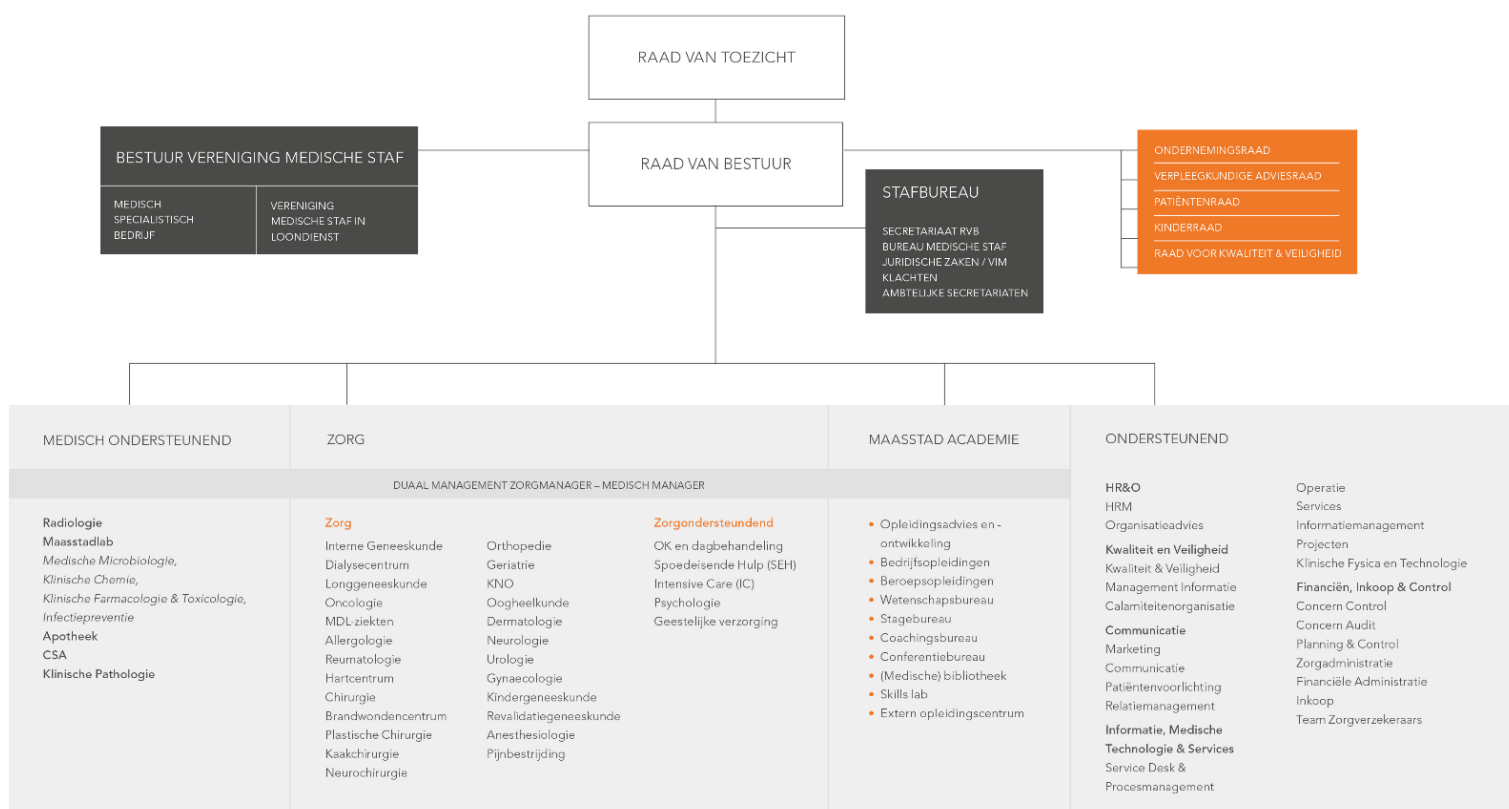 RAAD VAN TOEZICHT
RAAD VAN BESTUUR
BESTUUR VERENIGING MEDISCHE STAF
MEDISCH
SPECIALISTISCH
BEDRIJF
VERENIGING
MEDISCHE STAF IN
LOONDIENST
STAFBUREAU
SECRETARIAAT RVB
BUREAU MEDISCHE STAF
JURIDISCHE ZAKEN / VIM
KLACHTEN
AMBTELIJKE SECRETARIATEN
ONDERNEMINGSRAAD
VERPLEEGKUNDIGE ADVIESRAAD
PATIËNTENRAAD
KINDERRAAD
RAAD VOOR KWALITEIT & VEILIGHEID
MEDISCH ONDERSTEUNEND
ZORG
MAASSTAD ACADEMIE
ONDERSTEUNEND
DUAAL MANAGEMENT ZORGMANAGER – MEDISCH MANAGER
Radiologie
Maasstadlab
Medische Microbiologie,
Klinische Chemie,
Klinische Farmacologie & Toxicologie,
Infectiepreventie
Apotheek
CSA
Klinische Pathologie
Zorg
Interne Geneeskunde
Dialysecentrum
Longgeneeskunde
Oncologie
MDL-ziekten
Allergologie
Reumatologie
Hartcentrum
Chirurgie
Brandwondencentrum
Plastische Chirurgie
Kaakchirurgie
Neurochirurgie
Orthopedie
Geriatrie
KNO
Oogheelkunde
Dermatologie
Neurologie
Urologie
Gynaecologie
Kindergeneeskunde
Revalidatiegeneeskunde
Anesthesiologie
Pijnbestrijding
Zorgondersteundend
OK en dagbehandeling
Spoedeisende Hulp (SEH)
Intensive Care (IC)
Psychologie
Geestelijke verzorging
• Opleidingsadvies en -
ontwikkeling
• Bedrijfsopleidingen
• Beroepsopleidingen
• Wetenschapsbureau
• Stagebureau
• Coachingsbureau
• Conferentiebureau
• (Medische) bibliotheek
• Skills lab
• Extern opleidingscentrum
HR&O
HRM
Organisatieadvies
Kwaliteit en Veiligheid
Kwaliteit & Veiligheid
Management Informatie
Calamiteitenorganisatie
Communicatie
Marketing
Communicatie
Patiëntenvoorlichting
Relatiemanagement
Informatie, Medische
Technologie & Services
Service Desk &
Procesmanagement
Operatie
Services
Informatiemanagement
Projecten
Klinische Fysica en Technologie
Financiën, Inkoop & Control
Concern Control
Concern Audit
Planning & Control
Zorgadministratie
Financiële Administratie
Inkoop
Team Zorgverzekeraars